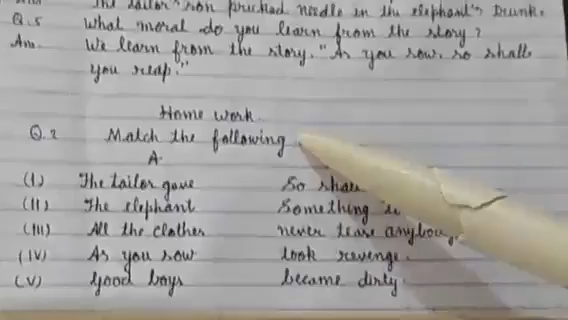 The tailor's son pricked needle in the elephant's Drunk.
Q.5 What moral do you learn from the story?
Ans. We learn from the story. "As you sow, so shall
you reap."
Home work.
Q.2 Match the following
A.
(I) The tailor gave So shal
(II) The elephant Something
(III) All the clother never tease anybody
(IV) As you sow took revenge.
(V) Good boys became dirty.